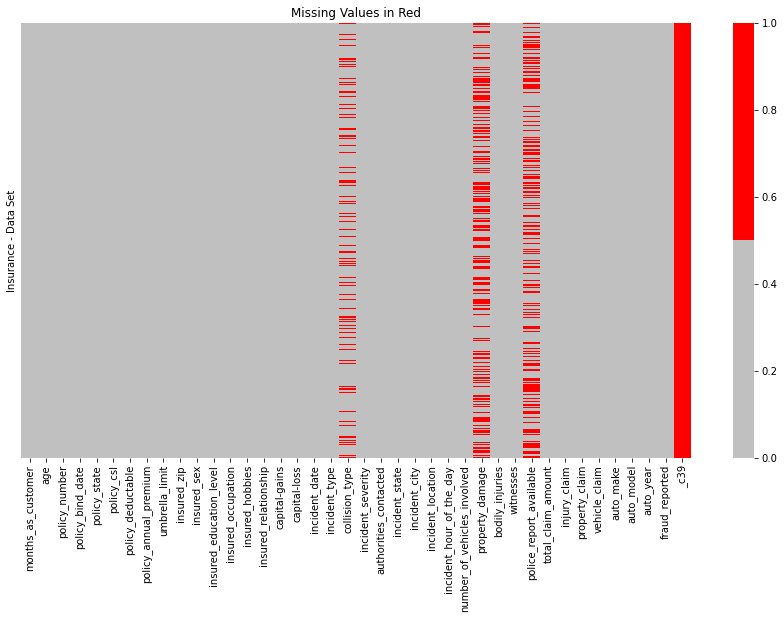 Missing Values in Red
Insurance - Data Set
1.0
0.8
0.6
0.4
0.2
0.0
months_as_customer
age
policy_number
policy_bind_date
policy_state
policy_csl
policy_deductable
policy_annual_premium
umbrella_limit
insured_zip
insured_sex
insured_education_level
insured_occupation
insured_hobbies
insured_relationship
capital-gains
capital-loss
incident_date
incident_type
collision_type
incident_severity
authorities_contacted
incident_state
incident_city
incident_location
incident_hour_of_the_day
number_of_vehicles_involved
property_damage
bodily_injuries
witnesses
police_report_available
total_claim_amount
injury_claim
property_claim
vehicle_claim
auto_make
auto_model
auto_year
fraud_reported
_c39